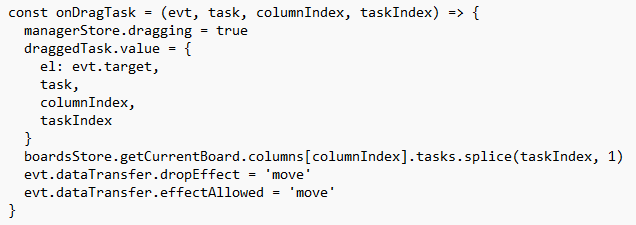 const onDragTask = (evt, task, columnIndex, taskIndex) => {
  managerStore.dragging = true
  draggedTask.value = {
    el: evt.target,
    task,
    columnIndex,
    taskIndex
  }
  boardsStore.getCurrentBoard.columns[columnIndex].tasks.splice(taskIndex, 1)
  evt.dataTransfer.dropEffect = 'move'
  evt.dataTransfer.effectAllowed = 'move'
}